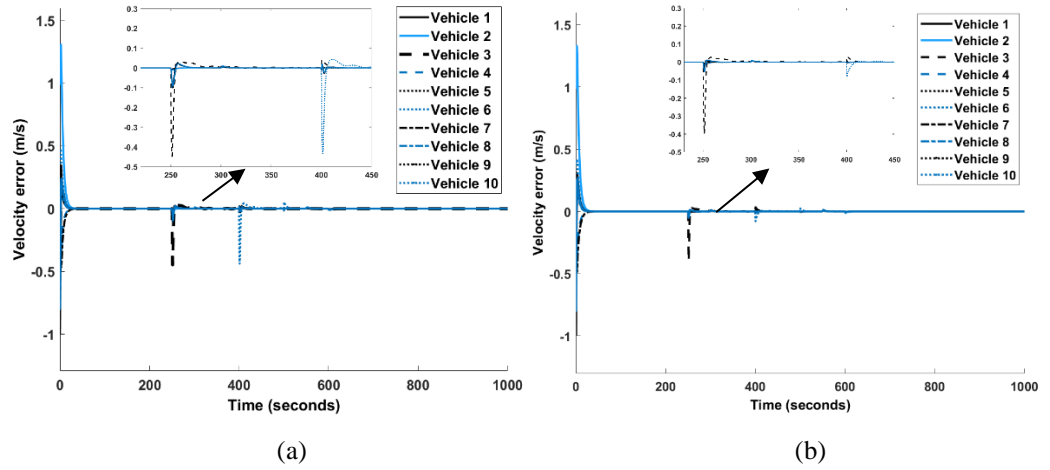 1.5
1
0.5
0
-0.5
-1
Velocity error (m/s)
0.3
0.2
0.1
0
-0.1
-0.2
-0.3
-0.4
-0.5
250
300
350
400
450
Vehicle 1
Vehicle 2
Vehicle 3
Vehicle 4
Vehicle 5
Vehicle 6
Vehicle 7
Vehicle 8
Vehicle 9
Vehicle 10
0 200 400 600 800 1000
Time (seconds)
(a)
1.5
1
0.5
0
-0.5
-1
Velocity error (m/s)
0.3
0.2
0.1
0
-0.1
-0.2
-0.3
-0.4
-0.5
250
300
350
400
450
Vehicle 1
Vehicle 2
Vehicle 3
Vehicle 4
Vehicle 5
Vehicle 6
Vehicle 7
Vehicle 8
Vehicle 9
Vehicle 10
0 200 400 600 800 1000
Time (seconds)
(b)